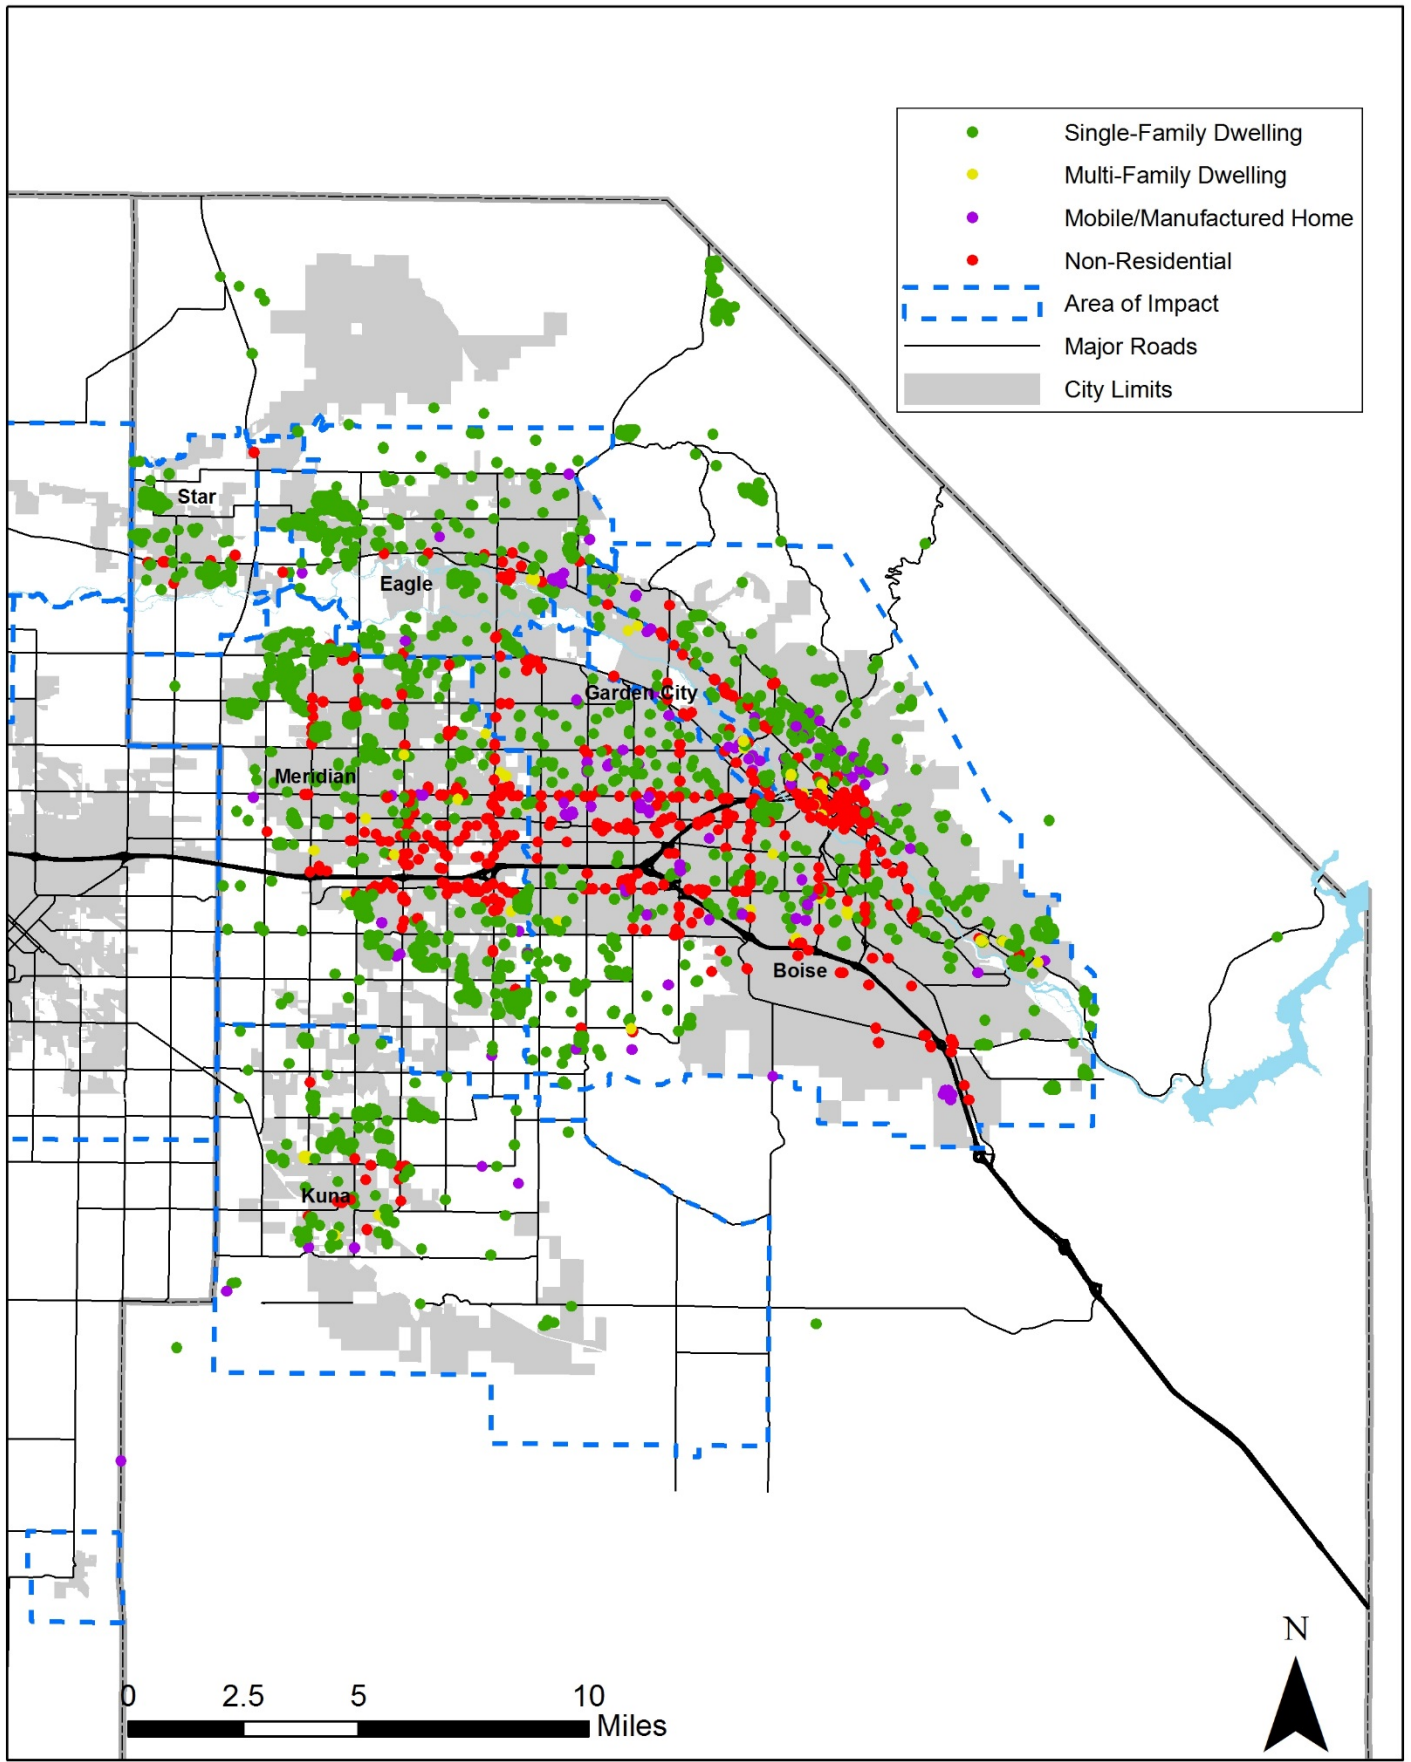 Single-Family Dwelling
Multi-Family Dwelling
Mobile/Manufactured Home
Non-Residential
Area of Impact
Major Roads
City Limits
Star
Eagle
Garden City
Meridian
Boise
Kuna
N
0 2.5 5 10
Miles